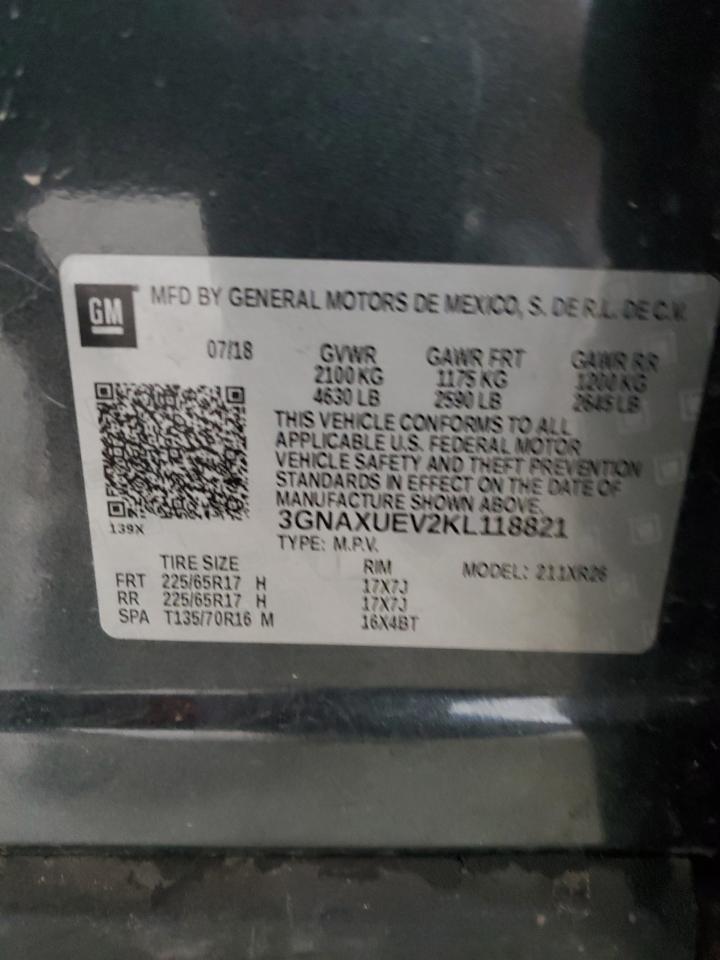 GM MFD BY GENERAL MOTORS DE MEXICO, S. DE R.L. DE C.V.
07/18 GVWR GAWR FRT GAWR RR
2100 KG 1175 KG 1200 KG
4630 LB 2590 LB 2645 LB
THIS VEHICLE CONFORMS TO ALL
APPLICABLE U.S. FEDERAL MOTOR
VEHICLE SAFETY AND THEFT PREVENTION
STANDARDS IN EFFECT ON THE DATE OF
MANUFACTURE SHOWN ABOVE.
139X 3GNAXUEV2KL118821
TYPE: M.P.V.
TIRE SIZE RIM MODEL: 211XR26
FRT 225/65R17 H 17X7J
RR 225/65R17 H 17X7J
SPA T135/70R16 M 16X4BT